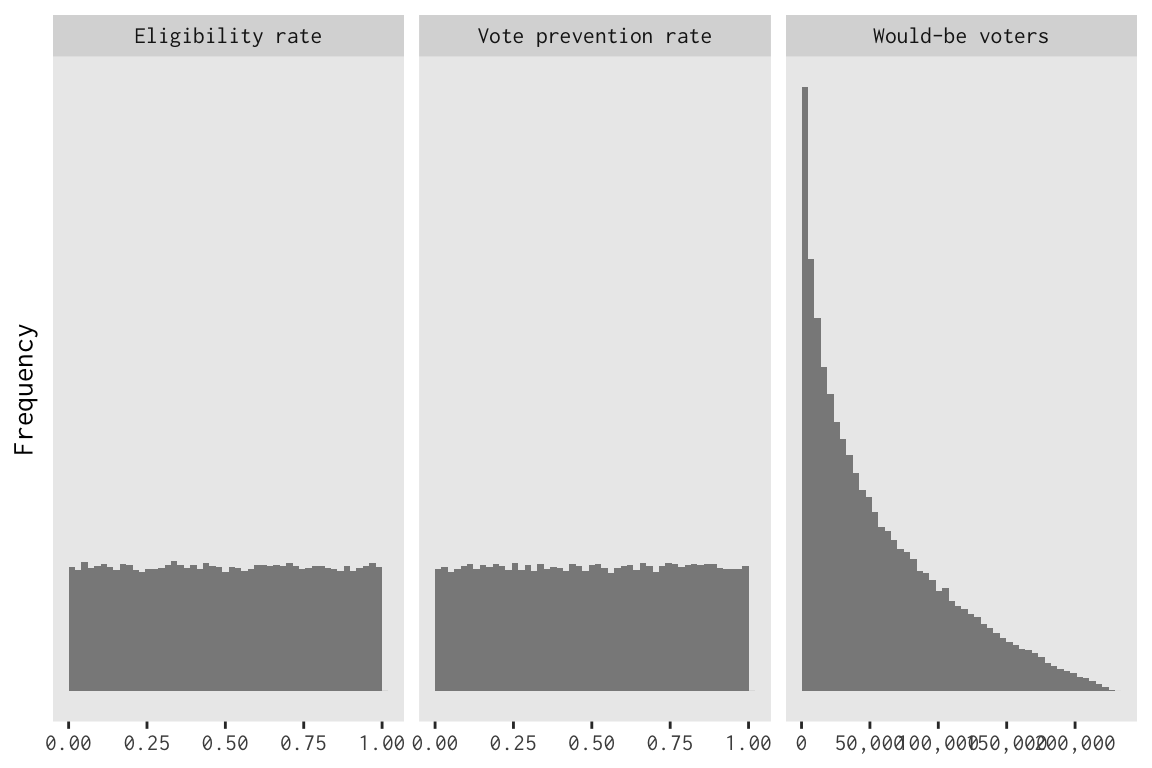 Eligibility rate
Vote prevention rate
Would-be voters
Frequency
0.00 0.25 0.50 0.75 1.00
0.00 0.25 0.50 0.75 1.00
0 50,000 100,000 150,000 200,000